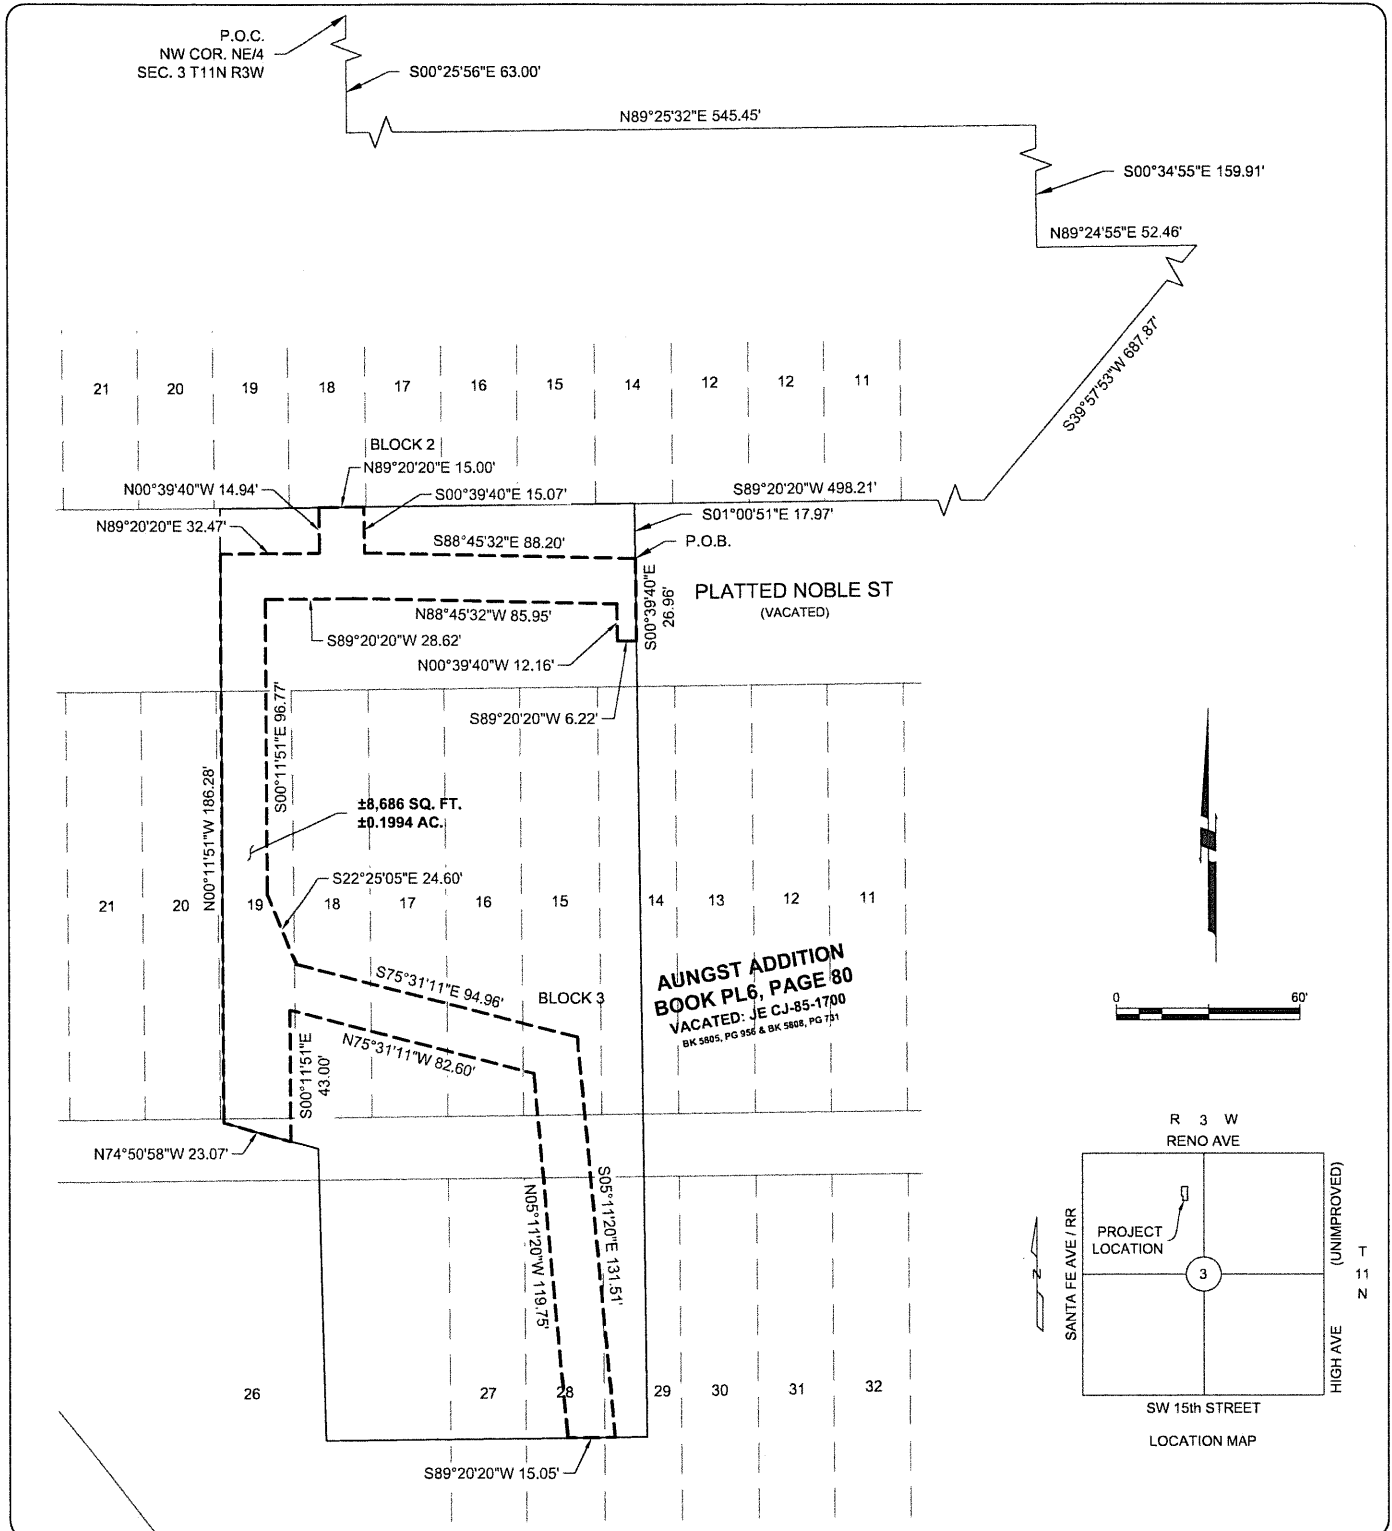 P.O.C.
NW COR. NE/4
SEC. 3 T11N R3W
S00°25'56"E 63.00'
N89°25'32"E 545.45'
S00°34'55"E 159.91'
N89°24'55"E 52.46'
S39°57'53"W 687.87'
21 20 19 18 17 16 15 14 12 12 11
BLOCK 2
N89°20'20"E 15.00'
N00°39'40"W 14.94'
S00°39'40"E 15.07'
S89°20'20"W 498.21'
S01°00'51"E 17.97'
N89°20'20"E 32.47'
S88°45'32"E 88.20'
P.O.B.
S00°39'40"E
26.96'
PLATTED NOBLE ST
(VACATED)
N88°45'32"W 85.95'
S89°20'20"W 28.62'
N00°39'40"W 12.16'
S89°20'20"W 6.22'
S00°11'51"E 96.77'
N00°11'51"W 186.28'
±8,686 SQ. FT.
±0.1994 AC.
S22°25'05"E 24.60'
21 20 19 18 17 16 15 14 13 12 11
S75°31'11"E 94.96'
BLOCK 3
AUNGST ADDITION
BOOK PL6, PAGE 80
VACATED: JE CJ-85-1700
BK 5805, PG 956 & BK 5808, PG 731
N75°31'11"W 82.60'
S00°11'51"E
43.00'
N74°50'58"W 23.07'
N05°11'20"W 119.75'
S05°11'20"E 131.51'
26 27 28 29 30 31 32
S89°20'20"W 15.05'
0 60'
R 3 W
RENO AVE
SANTA FE AVE / RR
(UNIMPROVED)
HIGH AVE
PROJECT
LOCATION
3
T
11
N
N
SW 15th STREET
LOCATION MAP